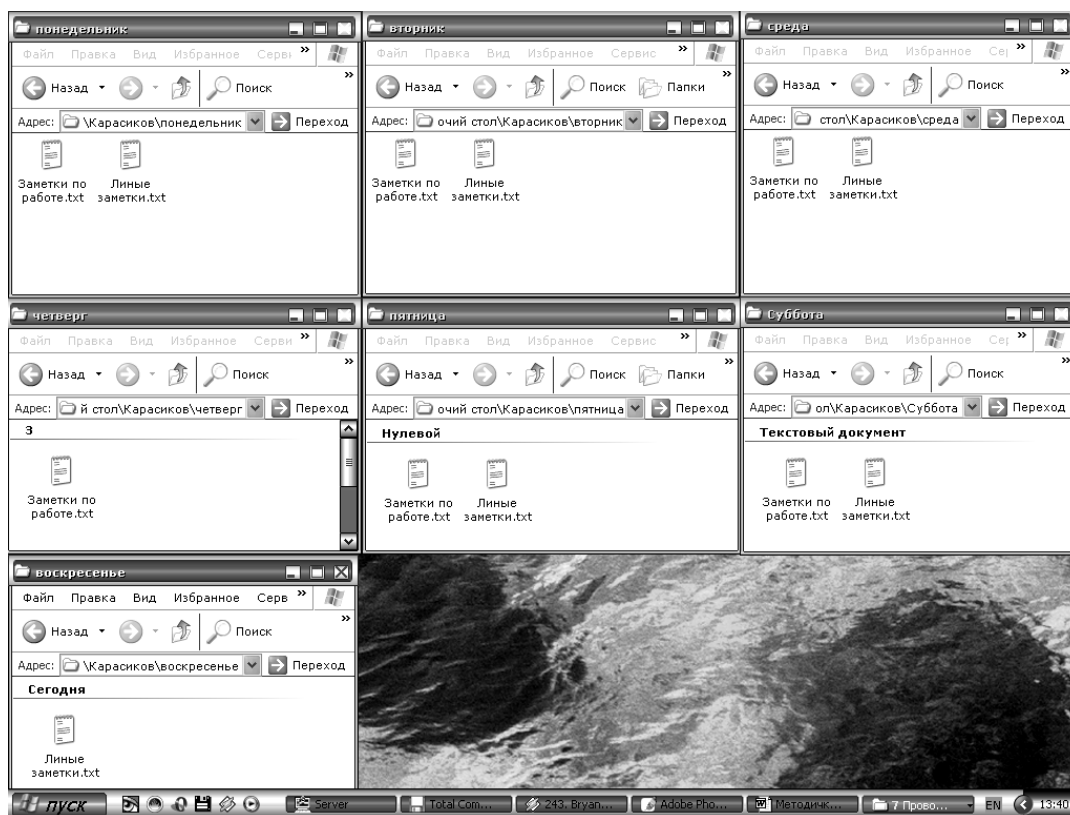 понедельник
Файл Правка Вид Избранное Серви »
Назад Поиск »
Адрес: \Карасиков\понедельник Переход
Заметки по работе.txt
Линые заметки.txt
вторник
Файл Правка Вид Избранное Сервис »
Назад Поиск Папки »
Адрес: очий стол\Карасиков\вторник Переход
Заметки по работе.txt
Линые заметки.txt
среда
Файл Правка Вид Избранное Сер »
Назад Поиск »
Адрес: стол\Карасиков\среда Переход
Заметки по работе.txt
Линые заметки.txt
четверг
Файл Правка Вид Избранное Серви »
Назад Поиск »
Адрес: й стол\Карасиков\четверг Переход
З
Заметки по работе.txt
пятница
Файл Правка Вид Избранное Сервис »
Назад Поиск Папки »
Адрес: очий стол\Карасиков\пятница Переход
Нулевой
Заметки по работе.txt
Линые заметки.txt
Суббота
Файл Правка Вид Избранное Сер »
Назад Поиск »
Адрес: ол\Карасиков\Суббота Переход
Текстовый документ
Заметки по работе.txt
Линые заметки.txt
воскресенье
Файл Правка Вид Избранное Серв »
Назад Поиск »
Адрес: \Карасиков\воскресенье Переход
Сегодня
Линые заметки.txt
пуск Server Total Com... 243. Bryan... Adobe Pho... Методичк... 7 Прово... EN 13:40